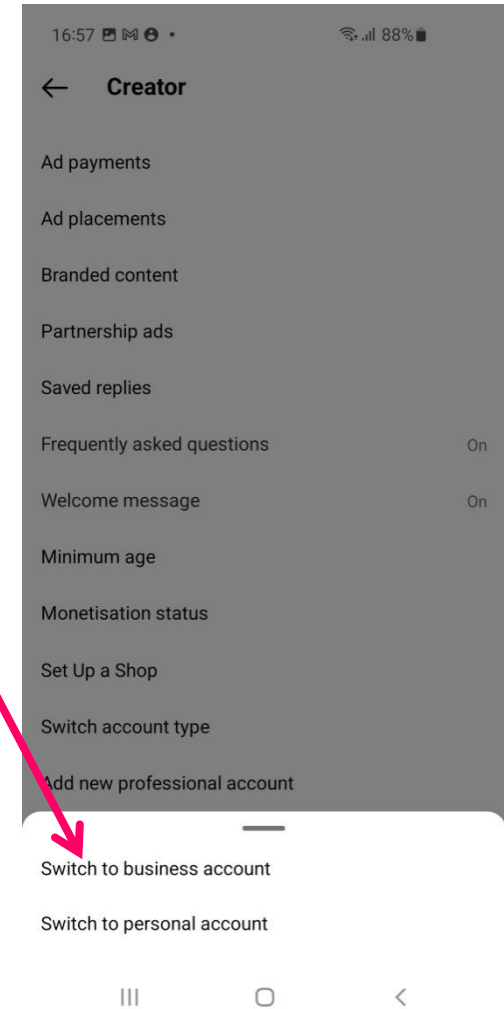 16:57 88%
Creator
Ad payments
Ad placements
Branded content
Partnership ads
Saved replies
Frequently asked questions On
Welcome message On
Minimum age
Monetisation status
Set Up a Shop
Switch account type
Add new professional account
Switch to business account
Switch to personal account